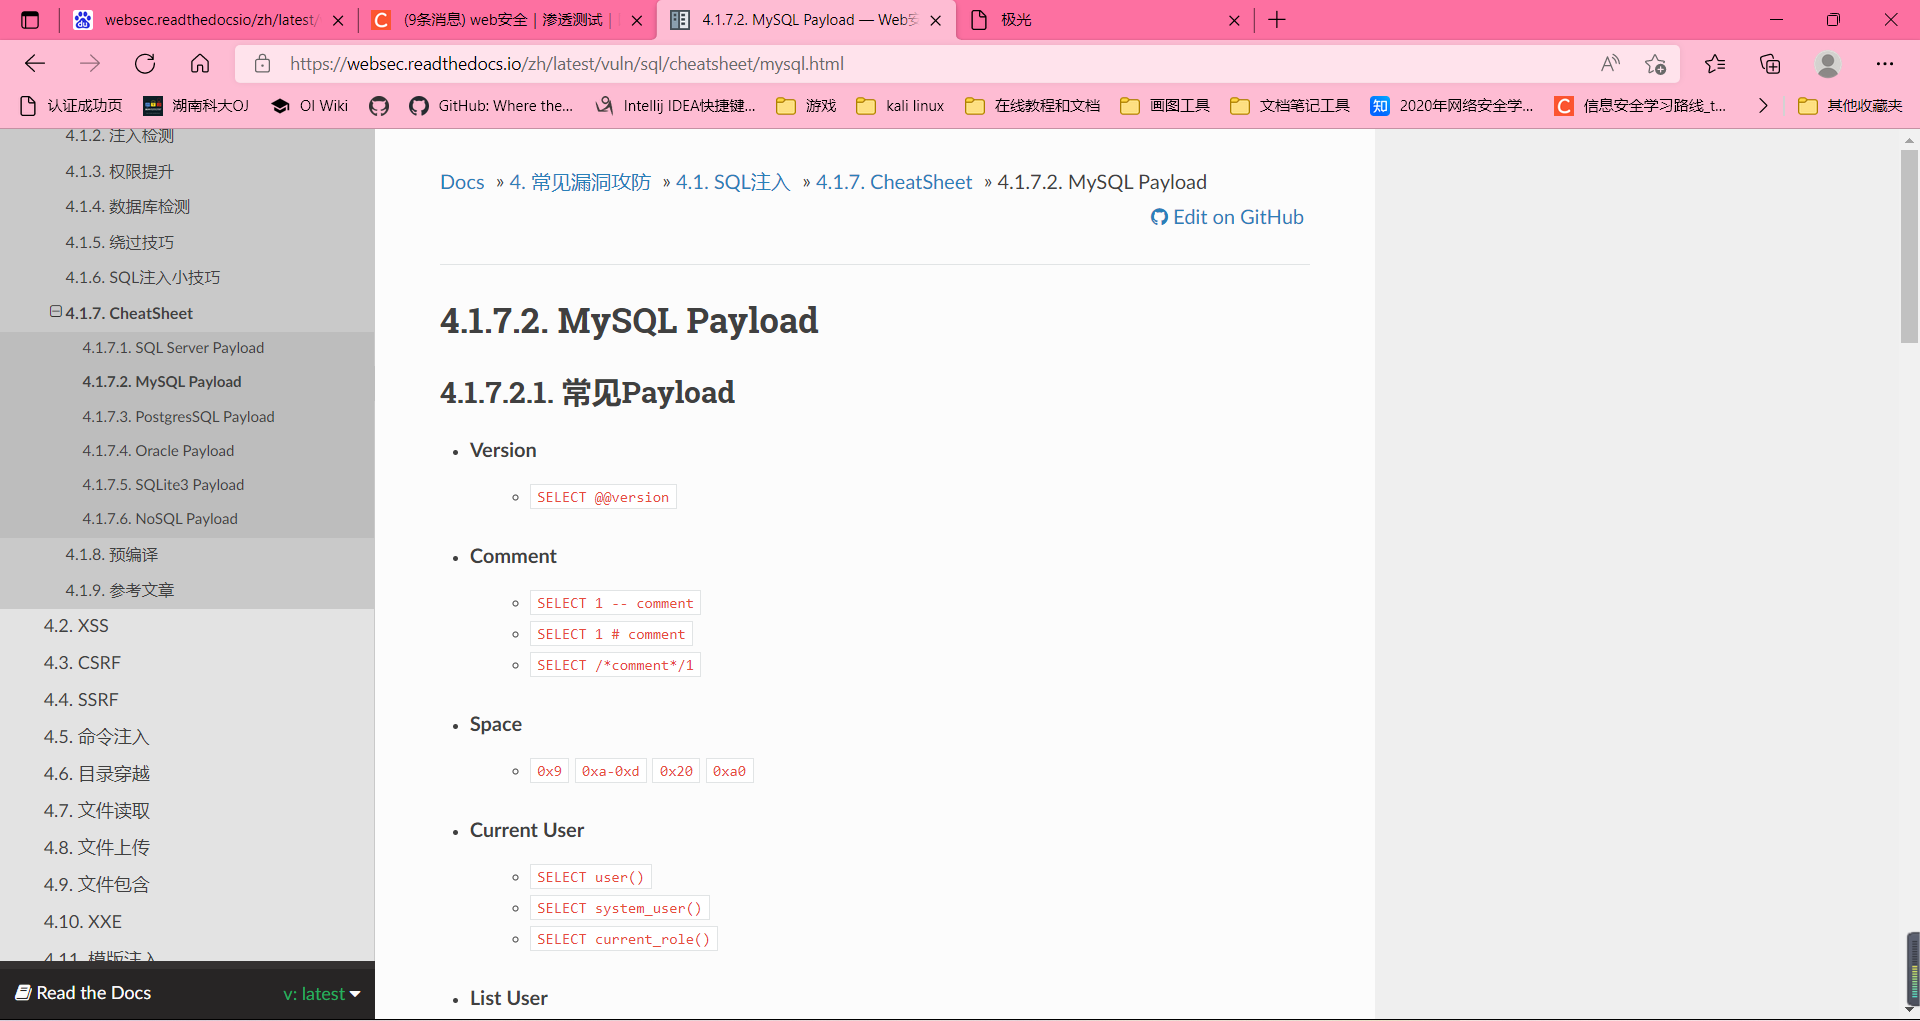 websec.readthedocsio/zh/latest/
(9条消息) web安全 | 渗透测试 |
4.1.7.2. MySQL Payload — Web安
极光
https://websec.readthedocs.io/zh/latest/vuln/sql/cheatsheet/mysql.html
认证成功页
湖南科大OJ
OI Wiki
GitHub: Where the...
Intellij IDEA快捷键...
游戏
kali linux
在线教程和文档
画图工具
文档笔记工具
知
2020年网络安全学...
信息安全学习路线_t...
其他收藏夹
4.1.2. 注入检测
4.1.3. 权限提升
4.1.4. 数据库检测
4.1.5. 绕过技巧
4.1.6. SQL注入小技巧
4.1.7. CheatSheet
4.1.7.1. SQL Server Payload
4.1.7.2. MySQL Payload
4.1.7.3. PostgresSQL Payload
4.1.7.4. Oracle Payload
4.1.7.5. SQLite3 Payload
4.1.7.6. NoSQL Payload
4.1.8. 预编译
4.1.9. 参考文章
4.2. XSS
4.3. CSRF
4.4. SSRF
4.5. 命令注入
4.6. 目录穿越
4.7. 文件读取
4.8. 文件上传
4.9. 文件包含
4.10. XXE
4.11. 模版注入
Read the Docs
v: latest
Docs » 4. 常见漏洞攻防 » 4.1. SQL注入 » 4.1.7. CheatSheet » 4.1.7.2. MySQL Payload
Edit on GitHub
4.1.7.2. MySQL Payload
4.1.7.2.1. 常见Payload
Version
SELECT @@version
Comment
SELECT 1 -- comment
SELECT 1 # comment
SELECT /*comment*/1
Space
0x9 0xa-0xd 0x20 0xa0
Current User
SELECT user()
SELECT system_user()
SELECT current_role()
List User